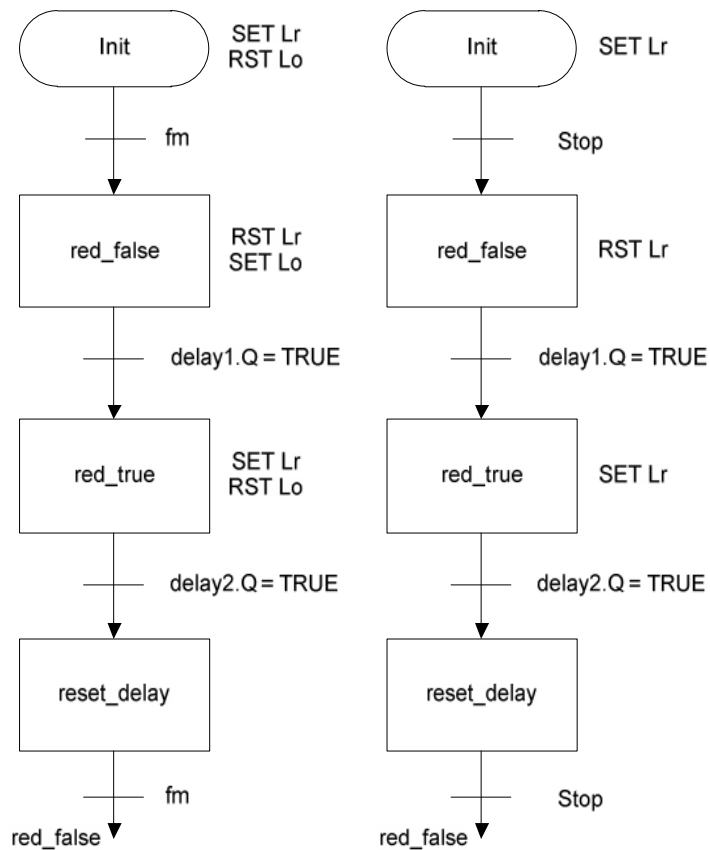 Init
SET Lr
RST Lo
fm
red_false
RST Lr
SET Lo
delay1.Q = TRUE
red_true
SET Lr
RST Lo
delay2.Q = TRUE
reset_delay
fm
red_false
Init
SET Lr
Stop
red_false
RST Lr
delay1.Q = TRUE
red_true
SET Lr
delay2.Q = TRUE
reset_delay
Stop
red_false